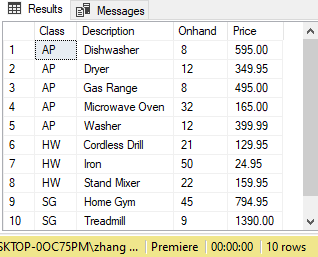 Results Messages
Class Description Onhand Price
1 AP Dishwasher 8 595.00
2 AP Dryer 12 349.95
3 AP Gas Range 8 495.00
4 AP Microwave Oven 32 165.00
5 AP Washer 12 399.99
6 HW Cordless Drill 21 129.95
7 HW Iron 50 24.95
8 HW Stand Mixer 22 159.95
9 SG Home Gym 45 794.95
10 SG Treadmill 9 1390.00
SKTOP-0OC75PM\zhang ... Premiere 00:00:00 10 rows